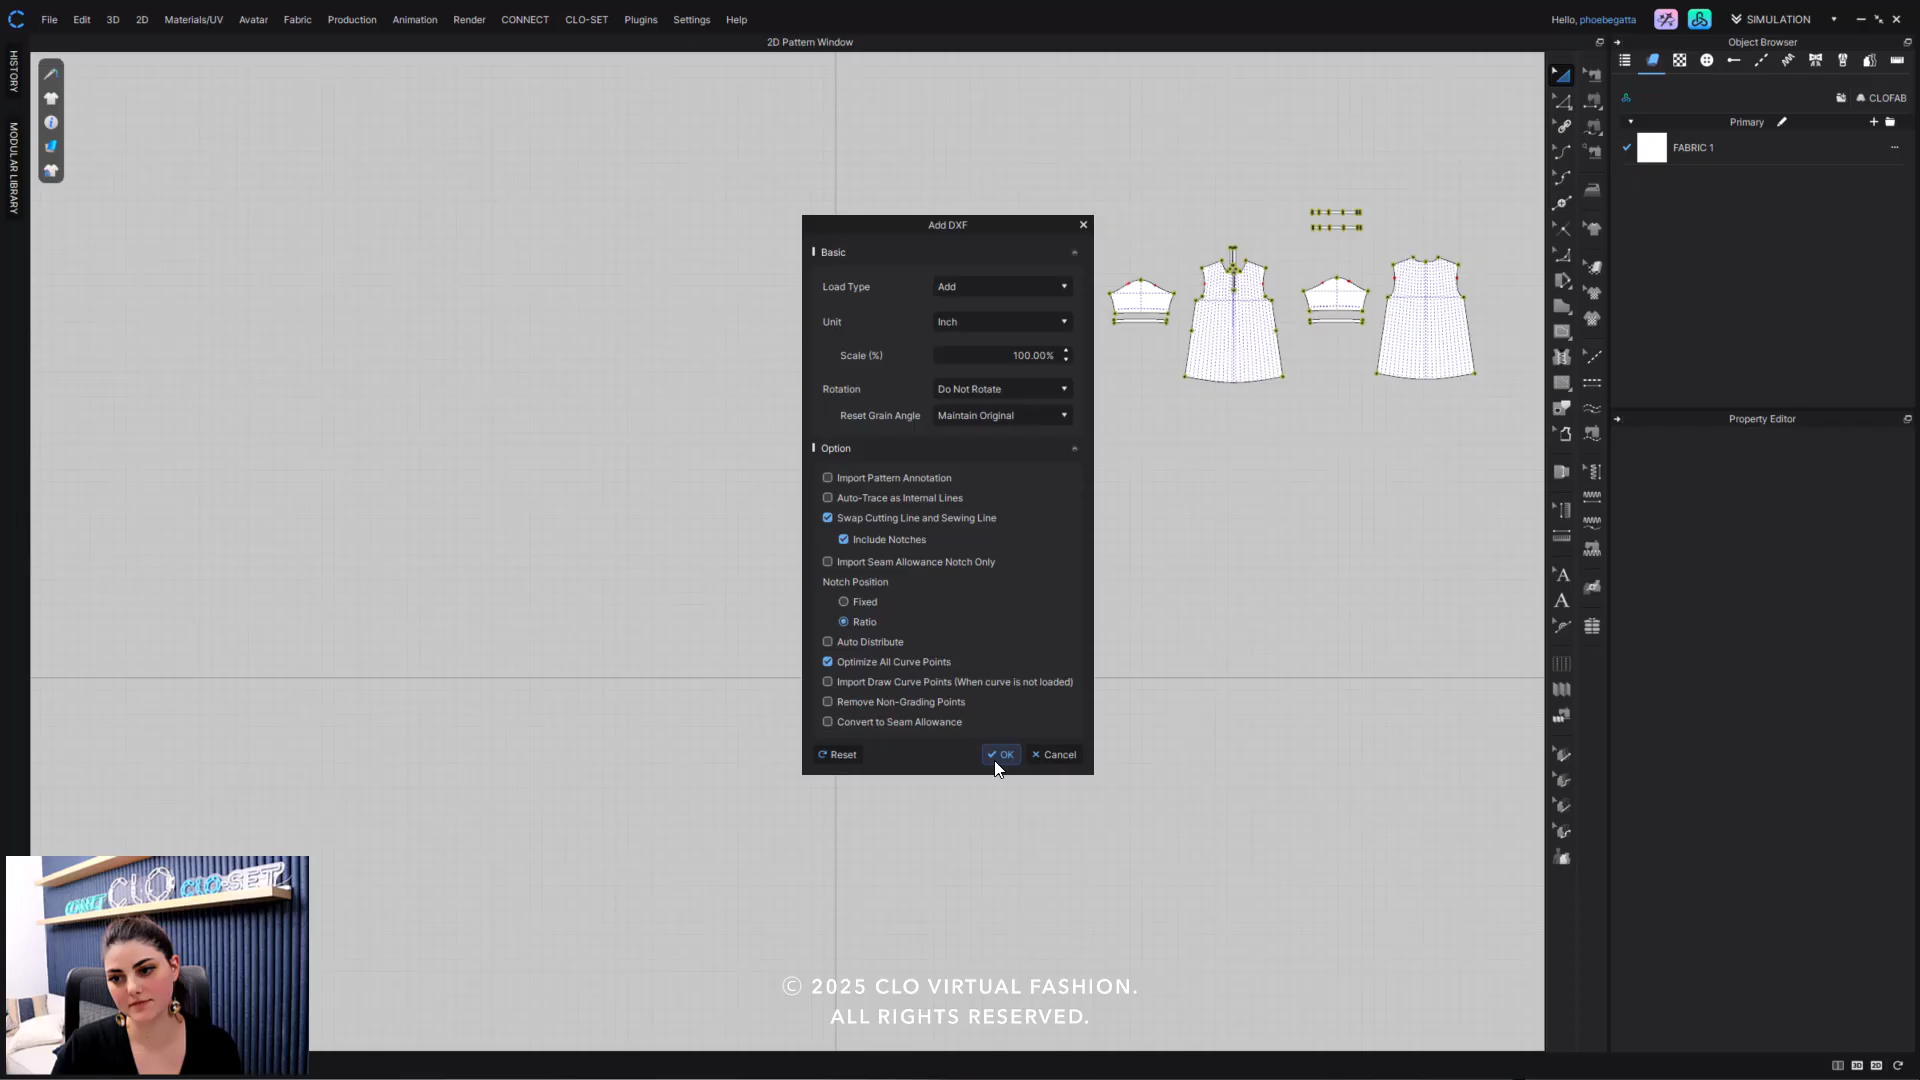 File Edit 3D 2D Materials/UV Avatar Fabric Production Animation Render CONNECT CLO-SET Plugins Settings Help
Hello, phoebegatta
SIMULATION
2D Pattern Window
Object Browser
HISTORY
MODULAR LIBRARY
CLOFAB
Primary
FABRIC 1
Property Editor
Add DXF
Basic
Load Type Add
Unit Inch
Scale (%) 100.00%
Rotation Do Not Rotate
Reset Grain Angle Maintain Original
Option
Import Pattern Annotation
Auto-Trace as Internal Lines
Swap Cutting Line and Sewing Line
Include Notches
Import Seam Allowance Notch Only
Notch Position
Fixed
Ratio
Auto Distribute
Optimize All Curve Points
Import Draw Curve Points (When curve is not loaded)
Remove Non-Grading Points
Convert to Seam Allowance
Reset OK Cancel
CLO CLO-SET
© 2025 CLO VIRTUAL FASHION.
ALL RIGHTS RESERVED.
3D 2D